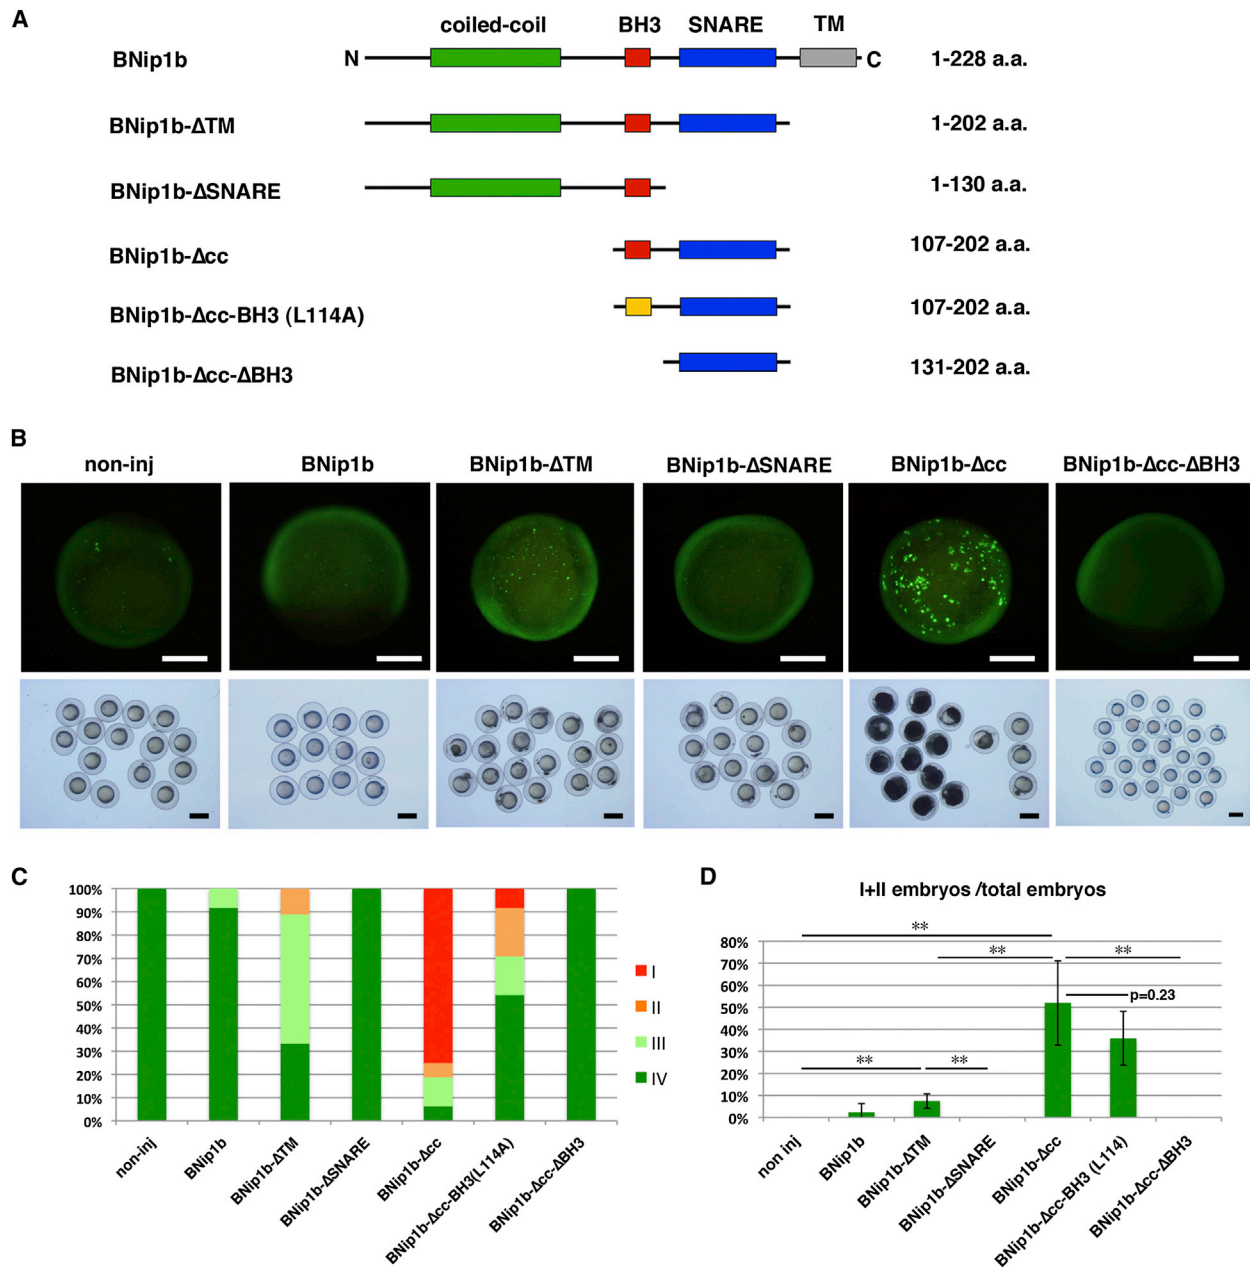 A
coiled-coil BH3 SNARE TM
BNip1b N C 1-228 a.a.
BNip1b-ΔTM 1-202 a.a.
BNip1b-ΔSNARE 1-130 a.a.
BNip1b-Δcc 107-202 a.a.
BNip1b-Δcc-BH3 (L114A) 107-202 a.a.
BNip1b-Δcc-ΔBH3 131-202 a.a.
B
non-inj BNip1b BNip1b-ΔTM BNip1b-ΔSNARE BNip1b-Δcc BNip1b-Δcc-ΔBH3
C
100%
90%
80%
70%
60%
50%
40%
30%
20%
10%
0%
I
II
III
IV
non-inj
BNip1b
BNip1b-ΔTM
BNip1b-ΔSNARE
BNip1b-Δcc
BNip1b-Δcc-BH3(L114A)
BNip1b-Δcc-ΔBH3
D
I+II embryos /total embryos
80%
70%
60%
50%
40%
30%
20%
10%
0%
**
** **
p=0.23
** **
non inj
BNip1b
BNip1b-ΔTM
BNip1b-ΔSNARE
BNip1b-Δcc
BNip1b-Δcc-BH3 (L114)
BNip1b-Δcc-ΔBH3